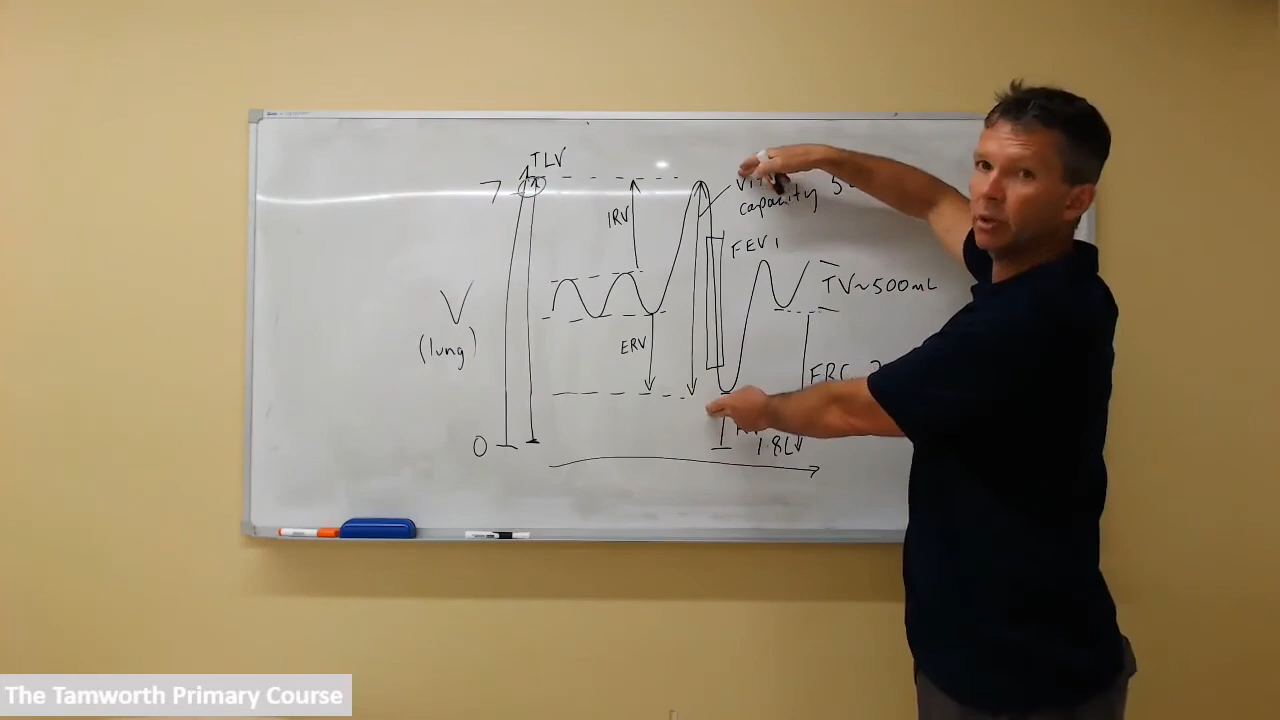 TLV
7
IRV
capacity
FEV1
TV~500mL
V
(lung)
ERV
FRC
0
1.8L
The Tamworth Primary Course